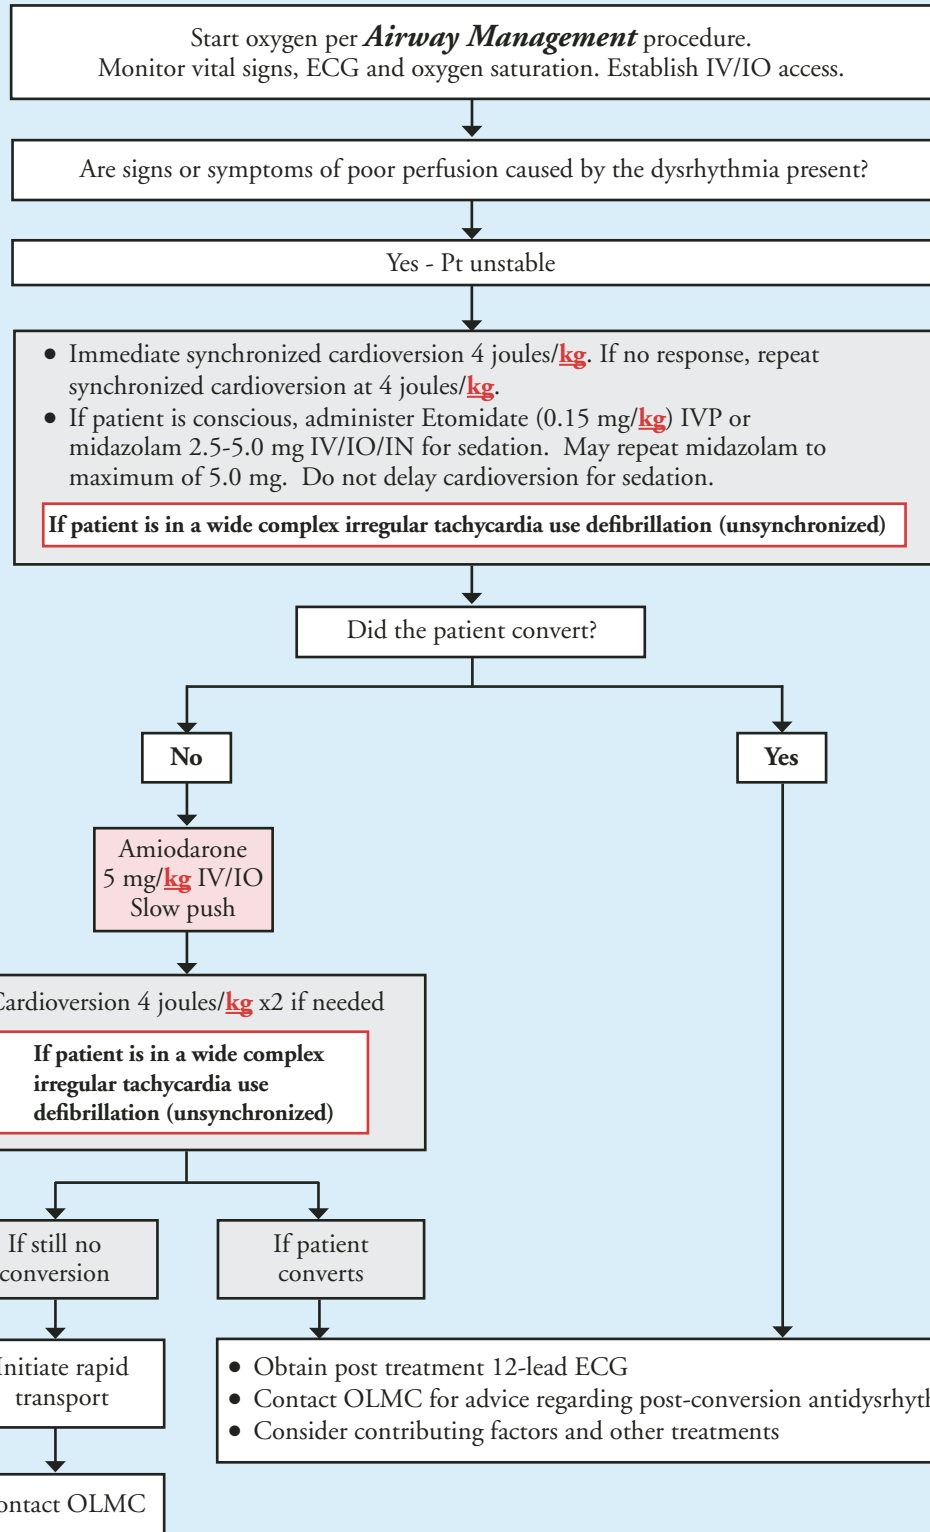 Start oxygen per Airway Management procedure.
Monitor vital signs, ECG and oxygen saturation. Establish IV/IO access.
Are signs or symptoms of poor perfusion caused by the dysrhythmia present?
Yes - Pt unstable
● Immediate synchronized cardioversion 4 joules/kg. If no response, repeat
synchronized cardioversion at 4 joules/kg.
● If patient is conscious, administer Etomidate (0.15 mg/kg) IVP or
midazolam 2.5-5.0 mg IV/IO/IN for sedation. May repeat midazolam to
maximum of 5.0 mg. Do not delay cardioversion for sedation.
If patient is in a wide complex irregular tachycardia use defibrillation (unsynchronized)
Did the patient convert?
No
Yes
Amiodarone
5 mg/kg IV/IO
Slow push
Cardioversion 4 joules/kg x2 if needed
If patient is in a wide complex
irregular tachycardia use
defibrillation (unsynchronized)
If still no
conversion
If patient
converts
Initiate rapid
transport
● Obtain post treatment 12-lead ECG
● Contact OLMC for advice regarding post-conversion
● Consider contributing factors and other treatments
ontact OLMC